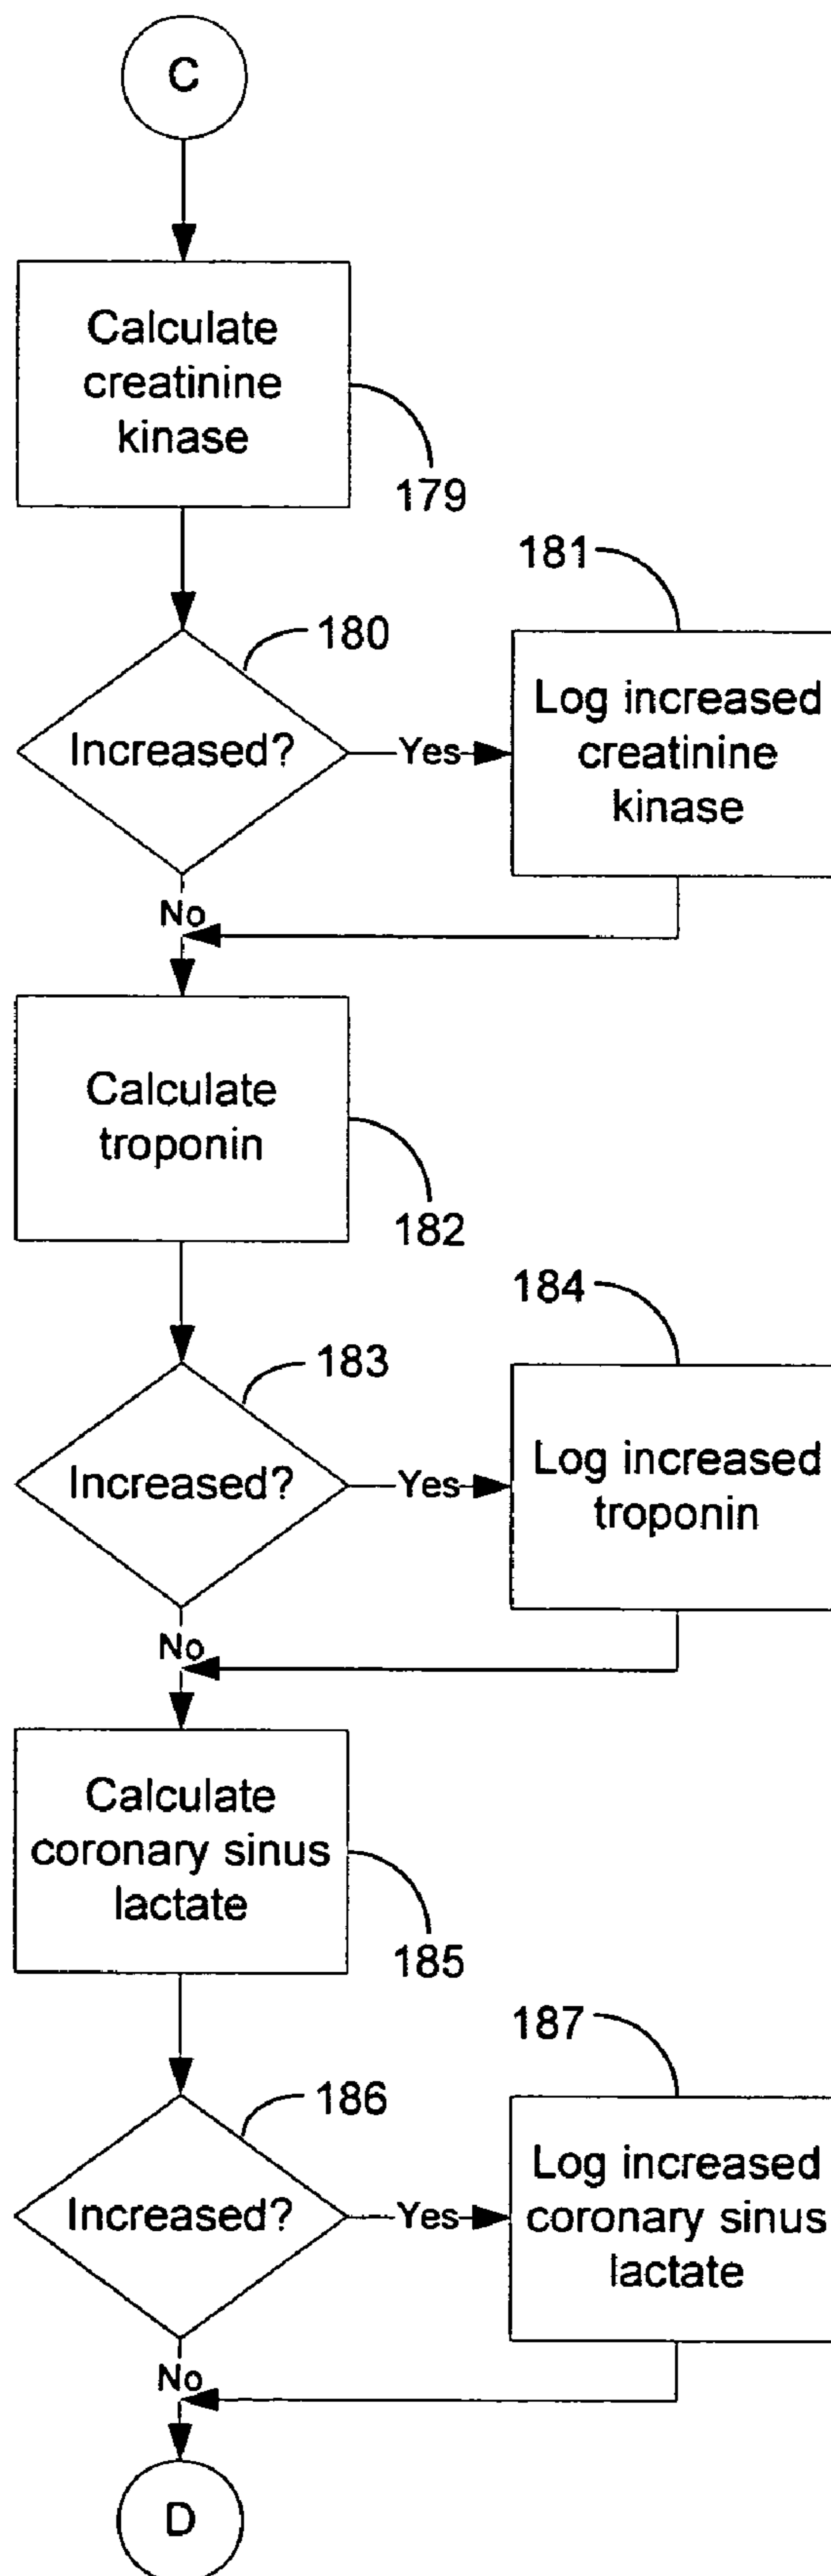 C
Calculate
creatinine
kinase
179
181
180
Increased?
Yes
Log increased
creatinine
kinase
No
Calculate
troponin
182
184
183
Increased?
Yes
Log increased
troponin
No
Calculate
coronary sinus
lactate
185
187
186
Increased?
Yes
Log increased
coronary sinus
lactate
No
D